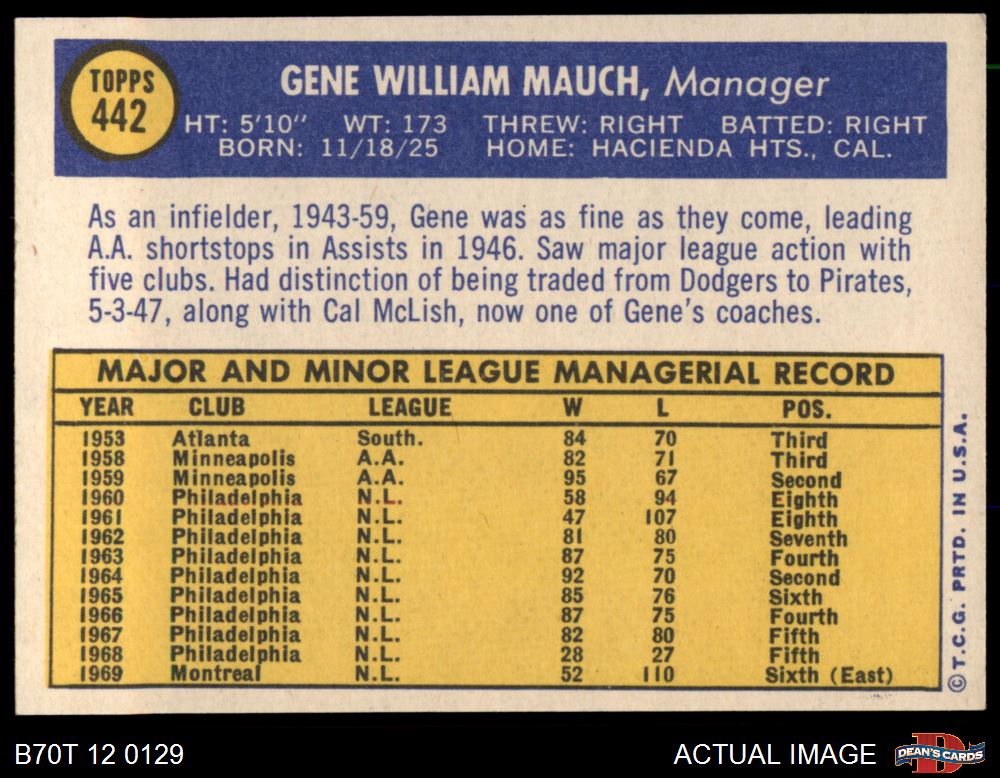 TOPPS
442
GENE WILLIAM MAUCH, Manager
HT: 5'10" WT: 173 THREW: RIGHT BATTED: RIGHT
BORN: 11/18/25 HOME: HACIENDA HTS., CAL.
As an infielder, 1943-59, Gene was as fine as they come, leading
A.A. shortstops in Assists in 1946. Saw major league action with
five clubs. Had distinction of being traded from Dodgers to Pirates,
5-3-47, along with Cal McLish, now one of Gene's coaches.
MAJOR AND MINOR LEAGUE MANAGERIAL RECORD
YEAR CLUB LEAGUE W L POS.
1953 Atlanta South. 84 70 Third
1958 Minneapolis A.A. 82 71 Third
1959 Minneapolis A.A. 95 67 Second
1960 Philadelphia N.L. 58 94 Eighth
1961 Philadelphia N.L. 47 107 Eighth
1962 Philadelphia N.L. 81 80 Seventh
1963 Philadelphia N.L. 87 75 Fourth
1964 Philadelphia N.L. 92 70 Second
1965 Philadelphia N.L. 85 76 Sixth
1966 Philadelphia N.L. 87 75 Fourth
1967 Philadelphia N.L. 82 80 Fifth
1968 Philadelphia N.L. 28 27 Fifth
1969 Montreal N.L. 52 110 Sixth (East)
©T.C.G. PRTD. IN U.S.A.
B70T 12 0129
ACTUAL IMAGE
D
DEAN'S CARDS